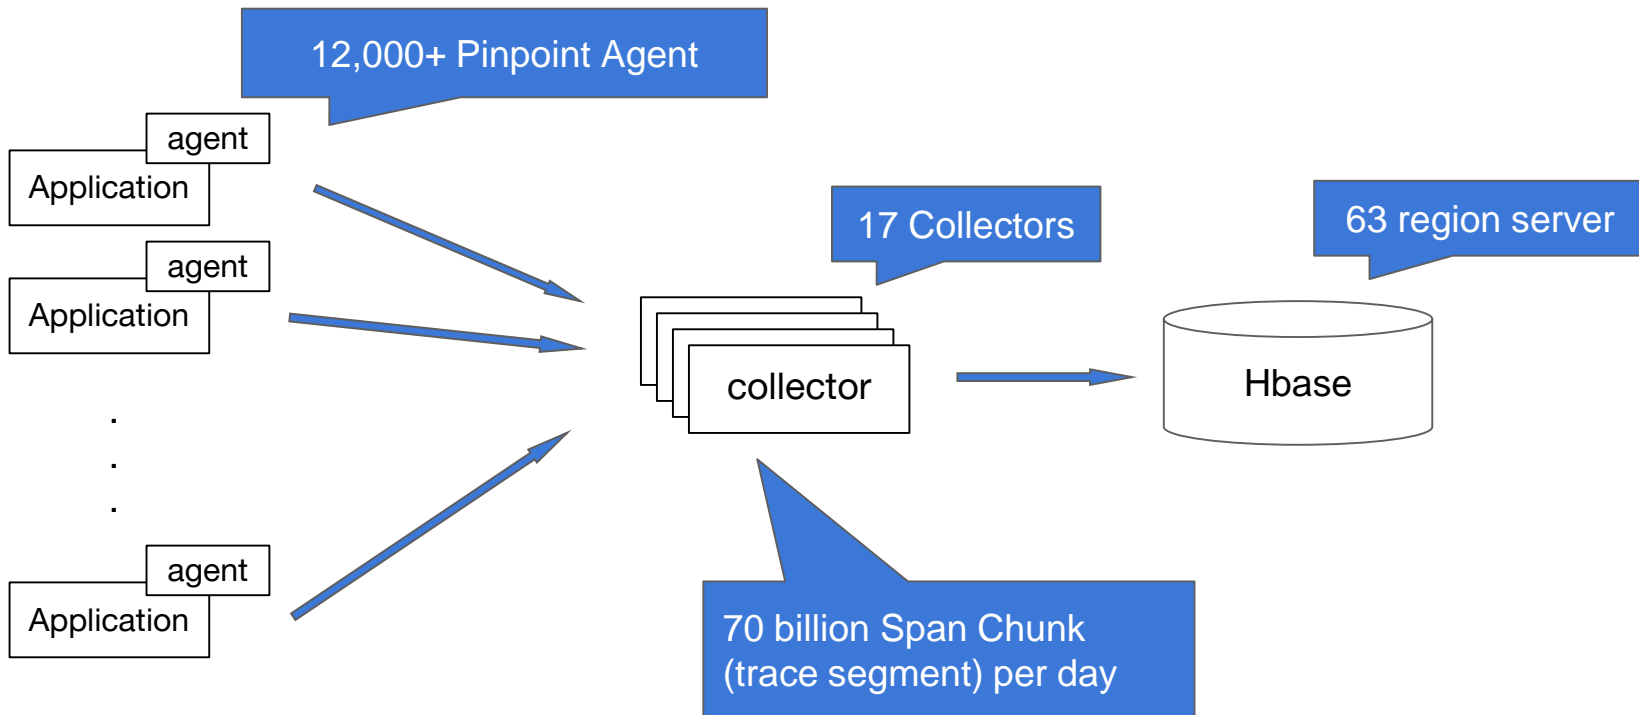 12,000+ Pinpoint Agent
agent
Application
17 Collectors
63 region server
agent
Application
collector
Hbase
.
.
.
agent
Application
70 billion Span Chunk
(trace segment) per day